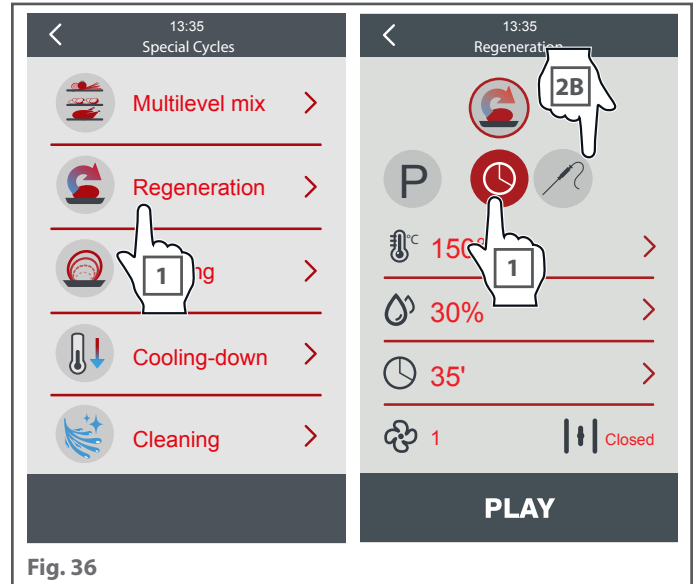 13:35
Special Cycles
Multilevel mix
Regeneration
1
ng
Cooling-down
Cleaning
13:35
Regeneration
2B
P
1
°C 150°
30%
35'
1 Closed
PLAY
Fig. 36